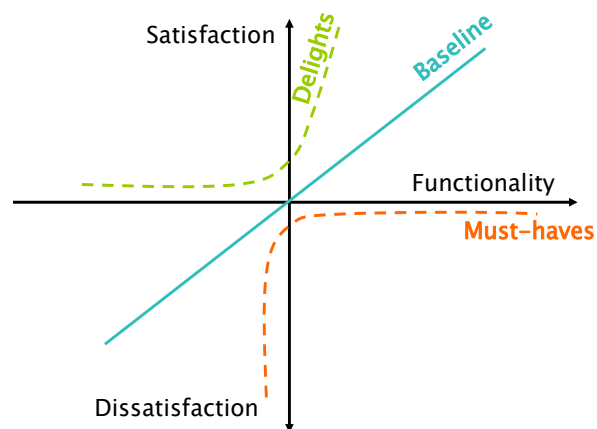 Satisfaction
Delights
Baseline
Functionality
Must-haves
Dissatisfaction